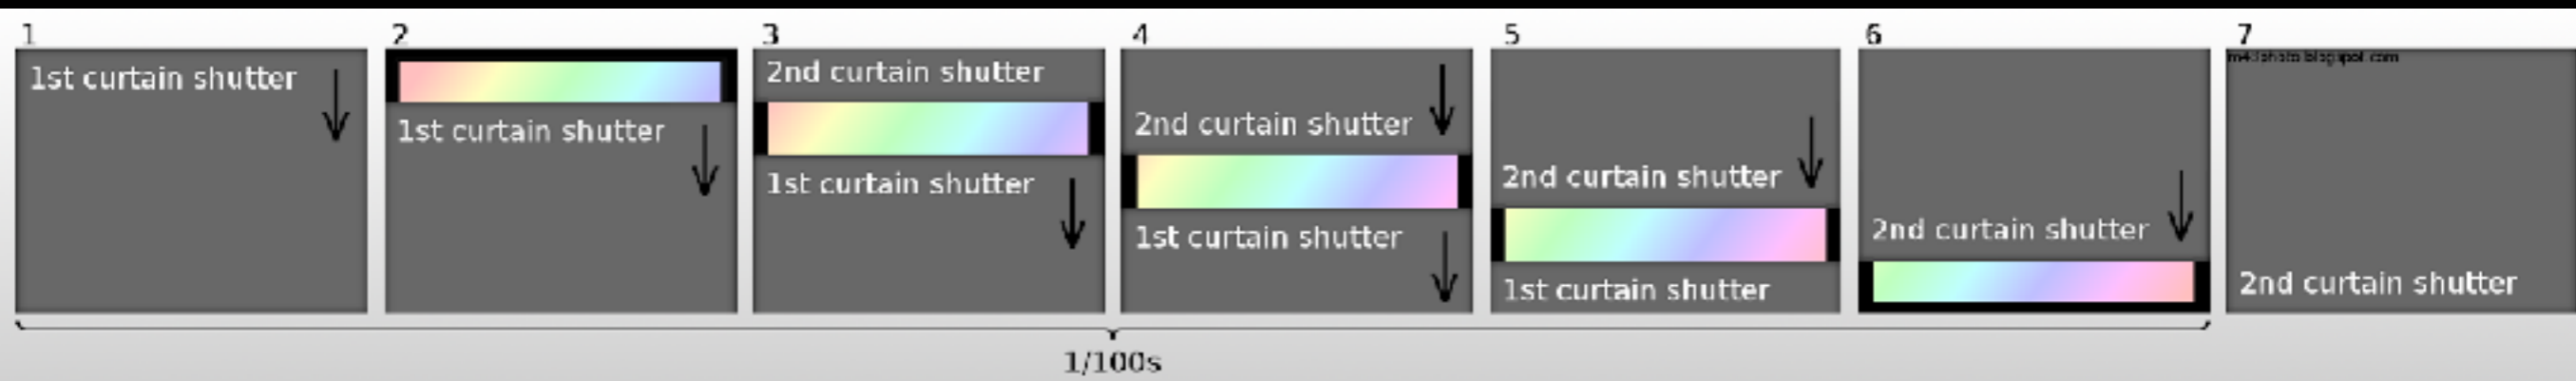 1
1st curtain shutter
2
1st curtain shutter
3
2nd curtain shutter
1st curtain shutter
4
2nd curtain shutter
1st curtain shutter
5
2nd curtain shutter
1st curtain shutter
6
2nd curtain shutter
7
2nd curtain shutter
1/100s